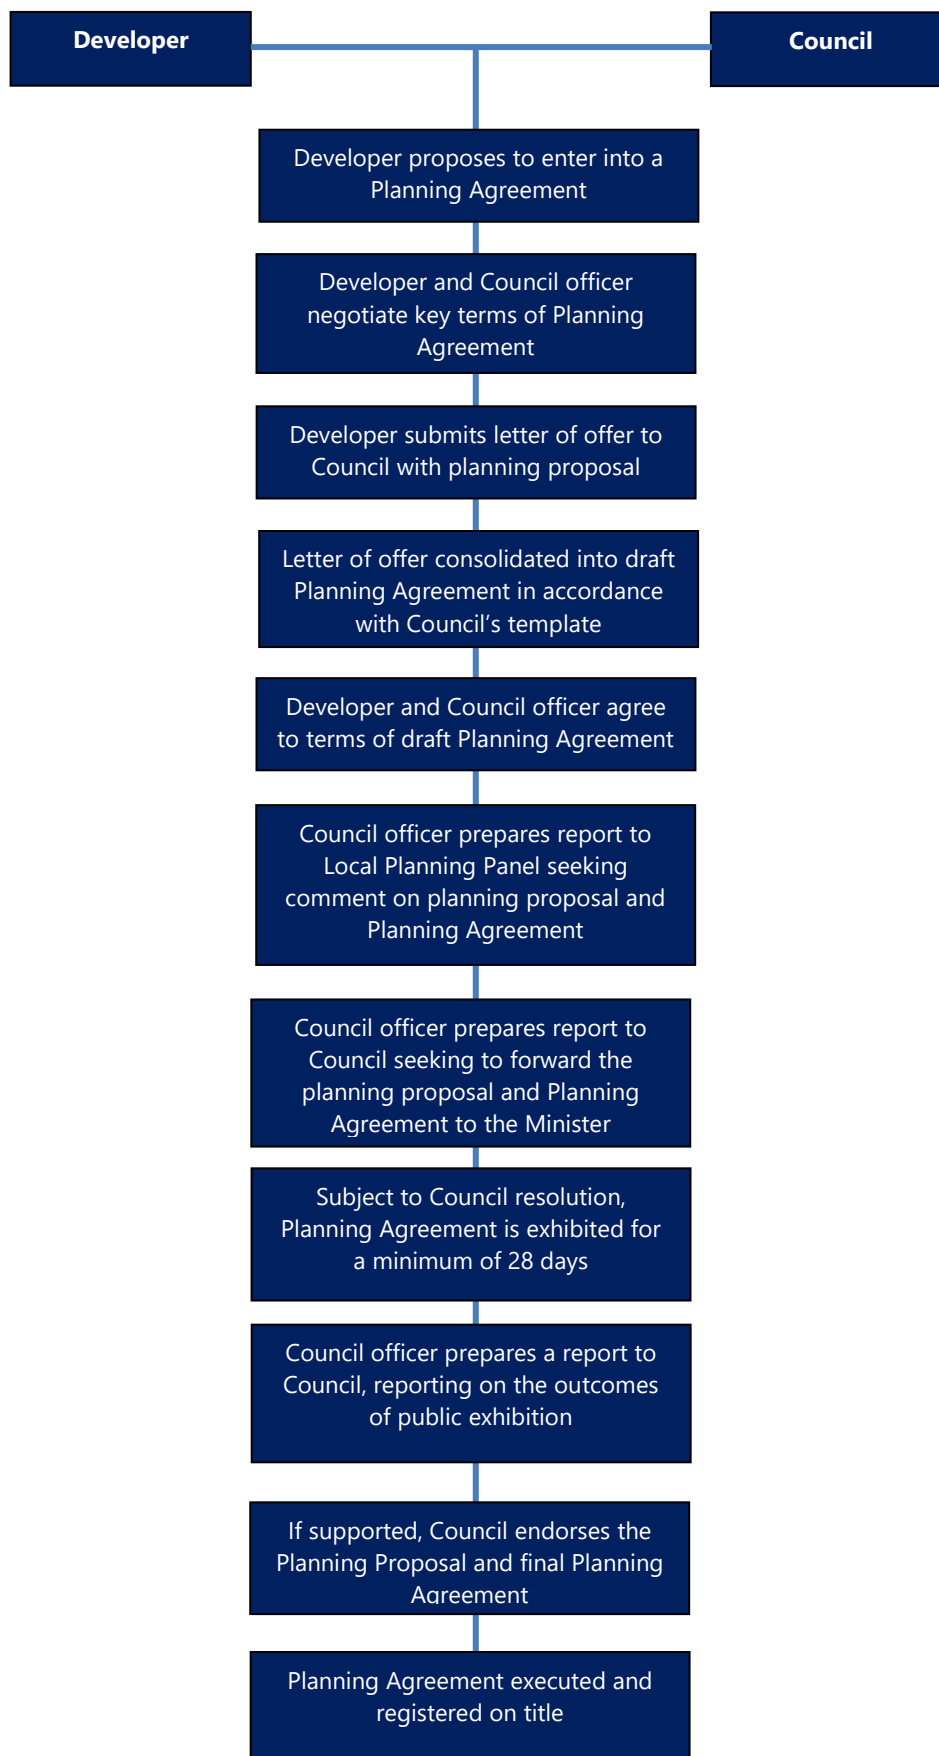 Developer
Council
Developer proposes to enter into a
Planning Agreement
Developer and Council officer
negotiate key terms of Planning
Agreement
Developer submits letter of offer to
Council with planning proposal
Letter of offer consolidated into draft
Planning Agreement in accordance
with Council’s template
Developer and Council officer agree
to terms of draft Planning Agreement
Council officer prepares report to
Local Planning Panel seeking
comment on planning proposal and
Planning Agreement
Council officer prepares report to
Council seeking to forward the
planning proposal and Planning
Agreement to the Minister
Subject to Council resolution,
Planning Agreement is exhibited for
a minimum of 28 days
Council officer prepares a report to
Council, reporting on the outcomes
of public exhibition
If supported, Council endorses the
Planning Proposal and final Planning
Agreement
Planning Agreement executed and
registered on title